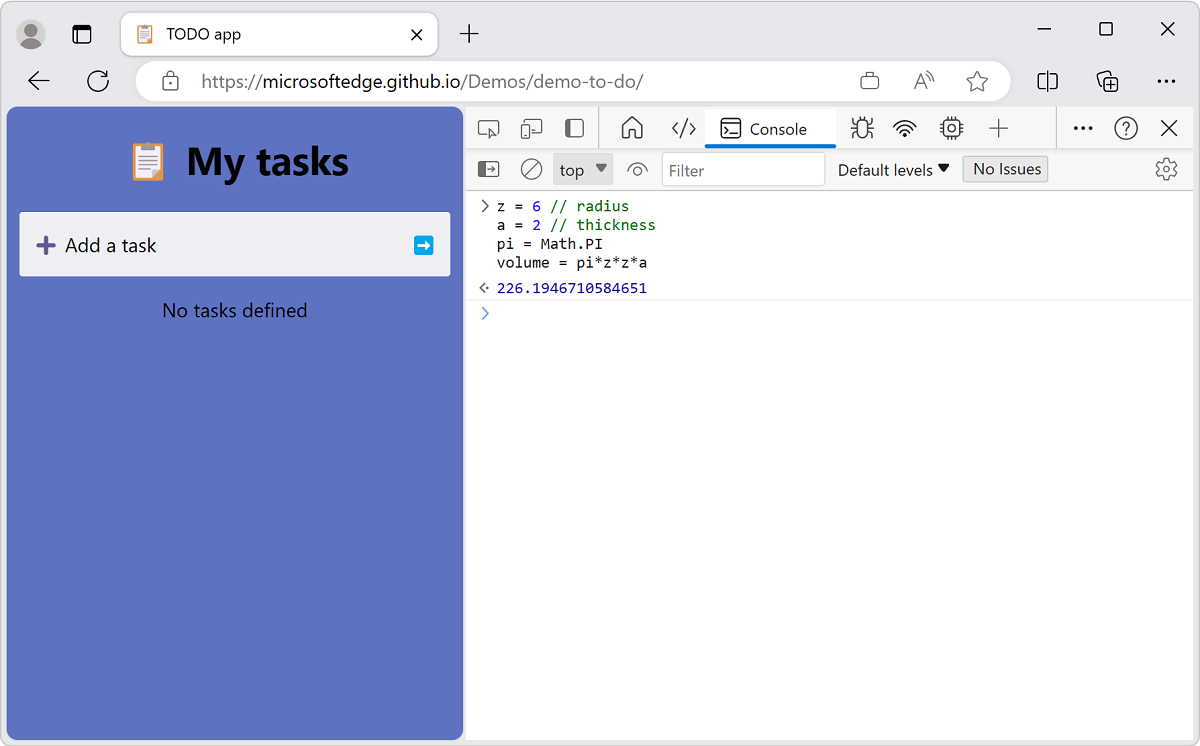 TODO app
https://microsoftedge.github.io/Demos/demo-to-do/
My tasks
Add a task
No tasks defined
Console
top Filter Default levels No Issues
z = 6 // radius
a = 2 // thickness
pi = Math.PI
volume = pi*z*z*a
226.1946710584651